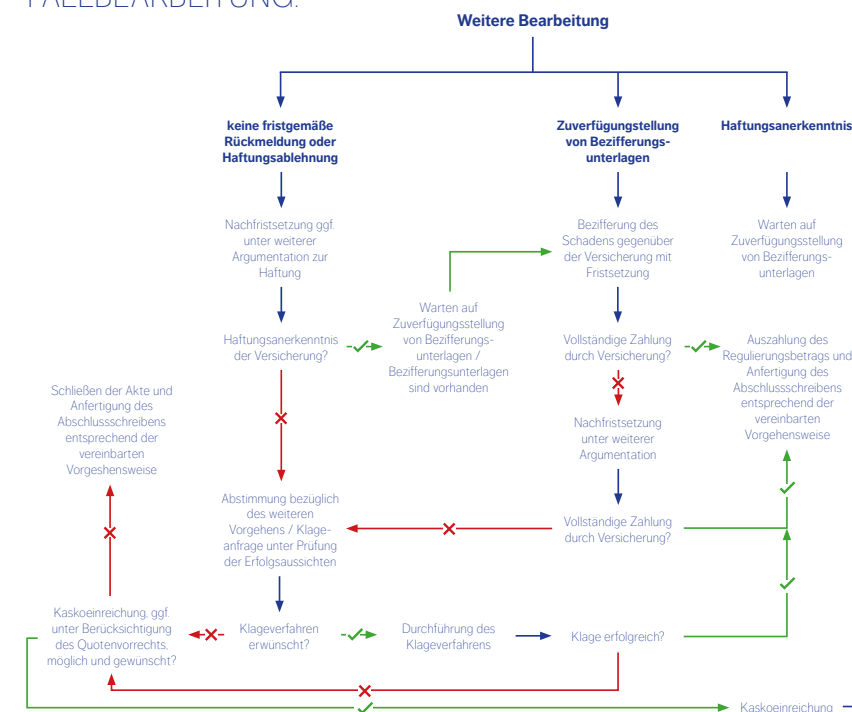 FALLBEARBEITUNG.
Weitere Bearbeitung
keine fristgemäße
Rückmeldung oder
Haftungsablehnung
Zuverfügungstellung
von Bezifferungs-
unterlagen
Haftungsanerkenntnis
Nachfristsetzung ggf.
unter weiterer
Argumentation zur
Haftung
Bezifferung des
Schadens gegenüber
der Versicherung mit
Fristsetzung
Warten auf
Zuverfügungsstellung
von Bezifferungs-
unterlagen
Haftungsanerkenntnis
der Versicherung?
Warten auf
Zuverfügungsstellung
von Bezifferungs-
unterlagen /
Bezifferungsunterlagen
sind vorhanden
Vollständige Zahlung
durch Versicherung?
Auszahlung des
Regulierungsbetrags und
Anfertigung des
Abschlussschreibens
entsprechend der
vereinbarten
Vorgehensweise
Schließen der Akte und
Anfertigung des
Abschlussschreibens
entsprechend der
vereinbarten
Vorgeshensweise
Nachfristsetzung
unter weiterer
Argumentation
Abstimmung bezüglich
des weiteren
Vorgehens / Klage-
anfrage unter Prüfung
der Erfolgsaussichten
Vollständige Zahlung
durch Versicherung?
Kaskoeinreichung, ggf.
unter Berücksichtigung
des Quotenvorrechts,
möglich und gewünscht?
Klageverfahren
erwünscht?
Durchführung des
Klageverfahrens
Klage erfolgreich?
Kaskoeinreichung